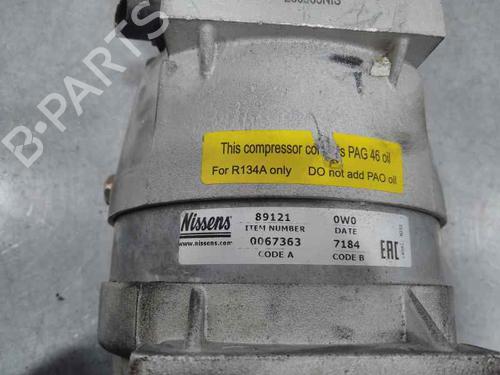 This compressor co s PAG 46 oil
For R134A only DO not add PAO oil
Nissens
www.nissens.com
89121
ITEM NUMBER
0W0
DATE
0067363
CODE A
7184
CODE B
EAC
B-PARTS